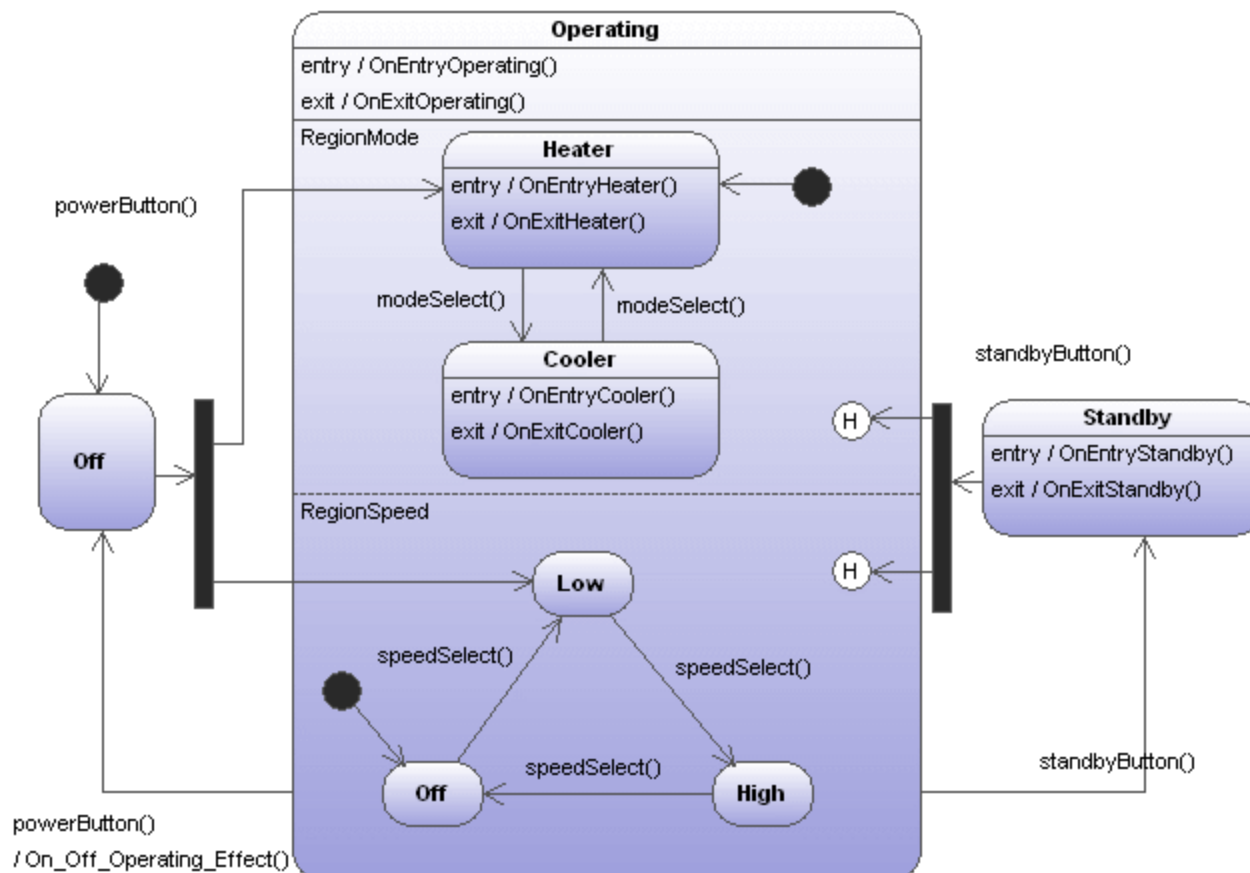 Operating
entry / OnEntryOperating()
exit / OnExitOperating()
RegionMode
Heater
entry / OnEntryHeater()
exit / OnExitHeater()
powerButton()
modeSelect()
modeSelect()
Cooler
entry / OnEntryCooler()
exit / OnExitCooler()
standbyButton()
H
Standby
entry / OnEntryStandby()
exit / OnExitStandby()
Off
RegionSpeed
H
Low
speedSelect()
speedSelect()
speedSelect()
Off
High
standbyButton()
powerButton()
/ On_Off_Operating_Effect()